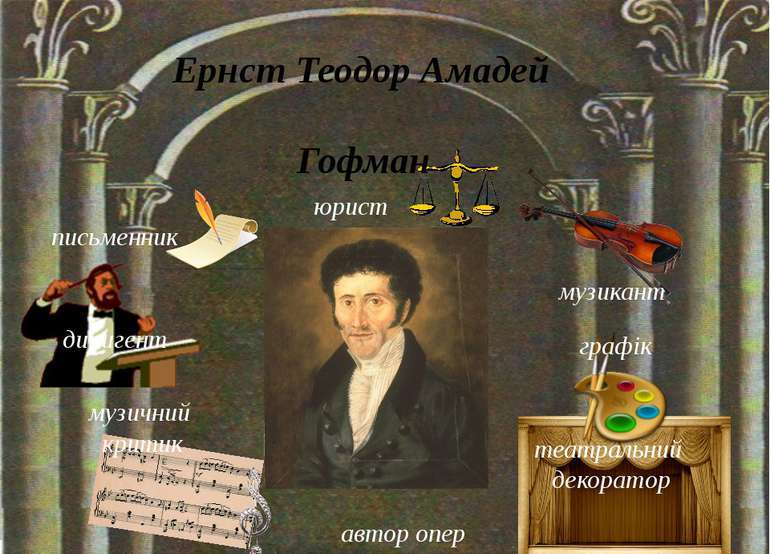 Ернст Теодор Амадей
Гофман
юрист
письменник
музикант
диригент
графік
музичний
критик
театральний
декоратор
автор опер